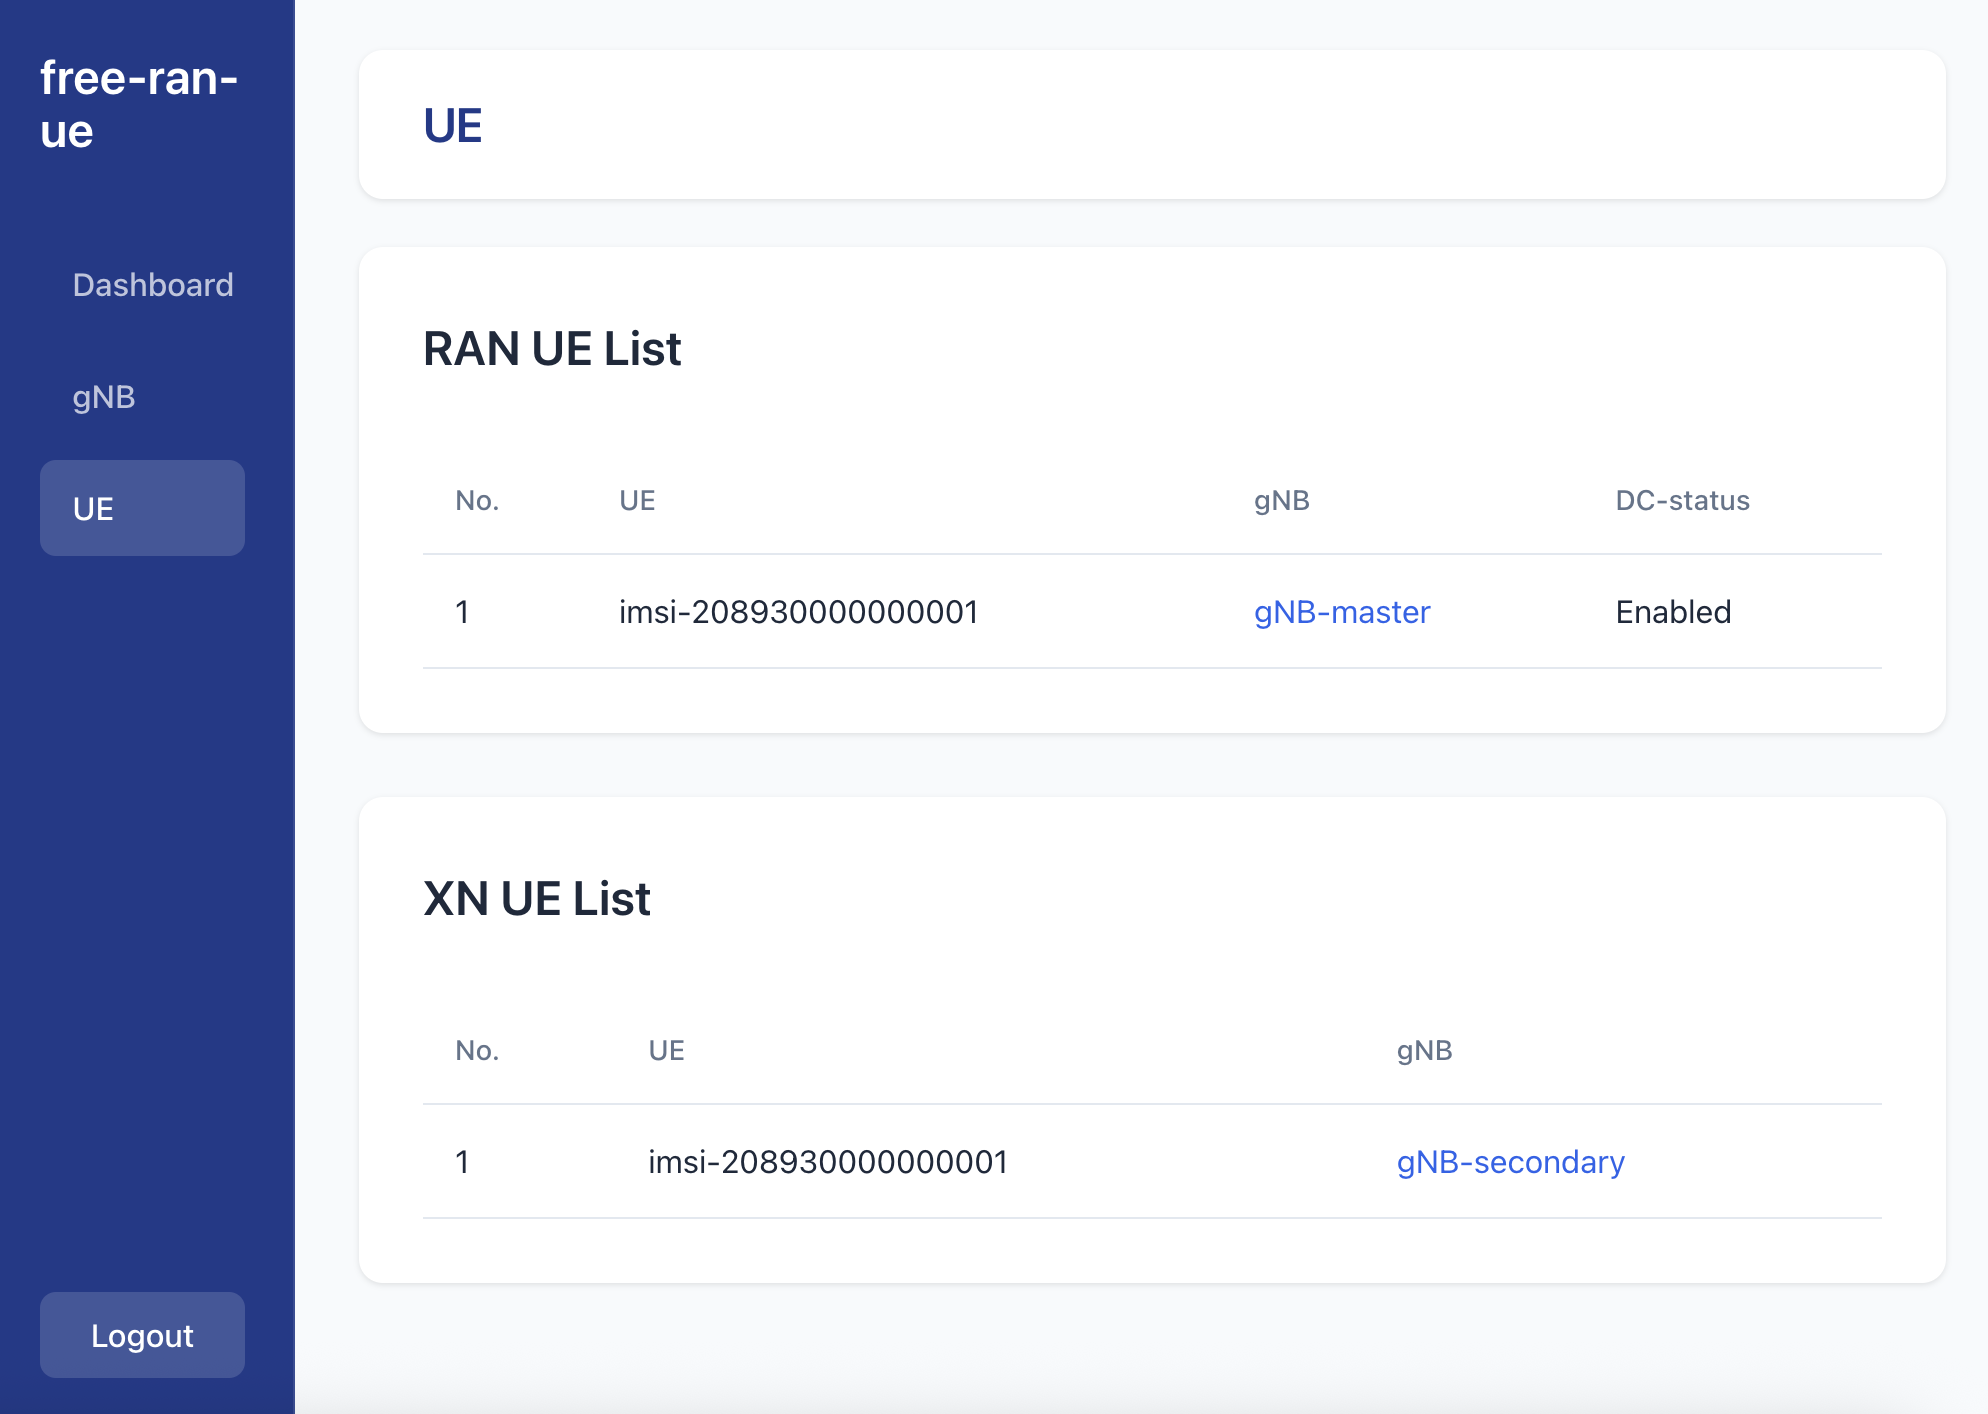 free-ran-
ue
Dashboard
gNB
UE
Logout
UE
RAN UE List
No. UE gNB DC-status
1 imsi-208930000000001 gNB-master Enabled
XN UE List
No. UE gNB
1 imsi-208930000000001 gNB-secondary